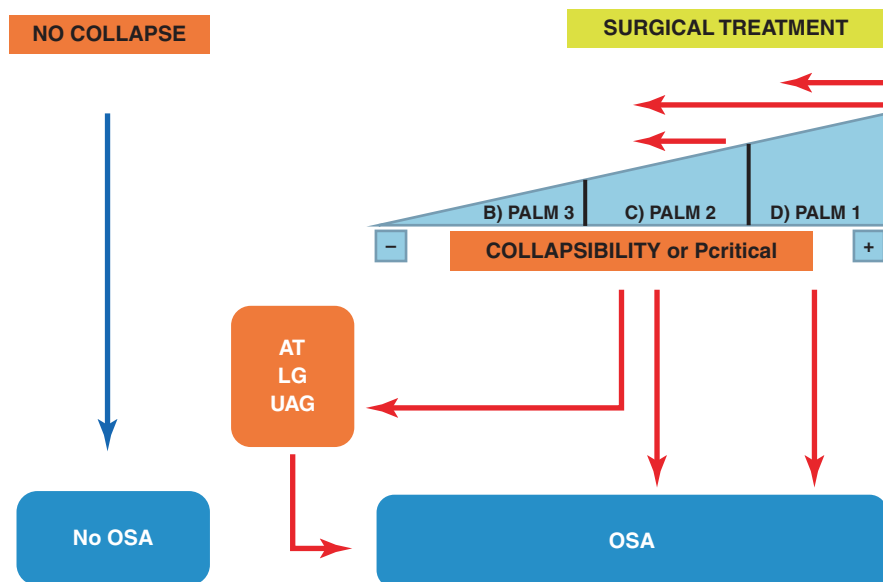 NO COLLAPSE
SURGICAL TREATMENT
B) PALM 3
C) PALM 2
D) PALM 1
–
COLLAPSIBILITY or Pcritical
+
AT
LG
UAG
No OSA
OSA